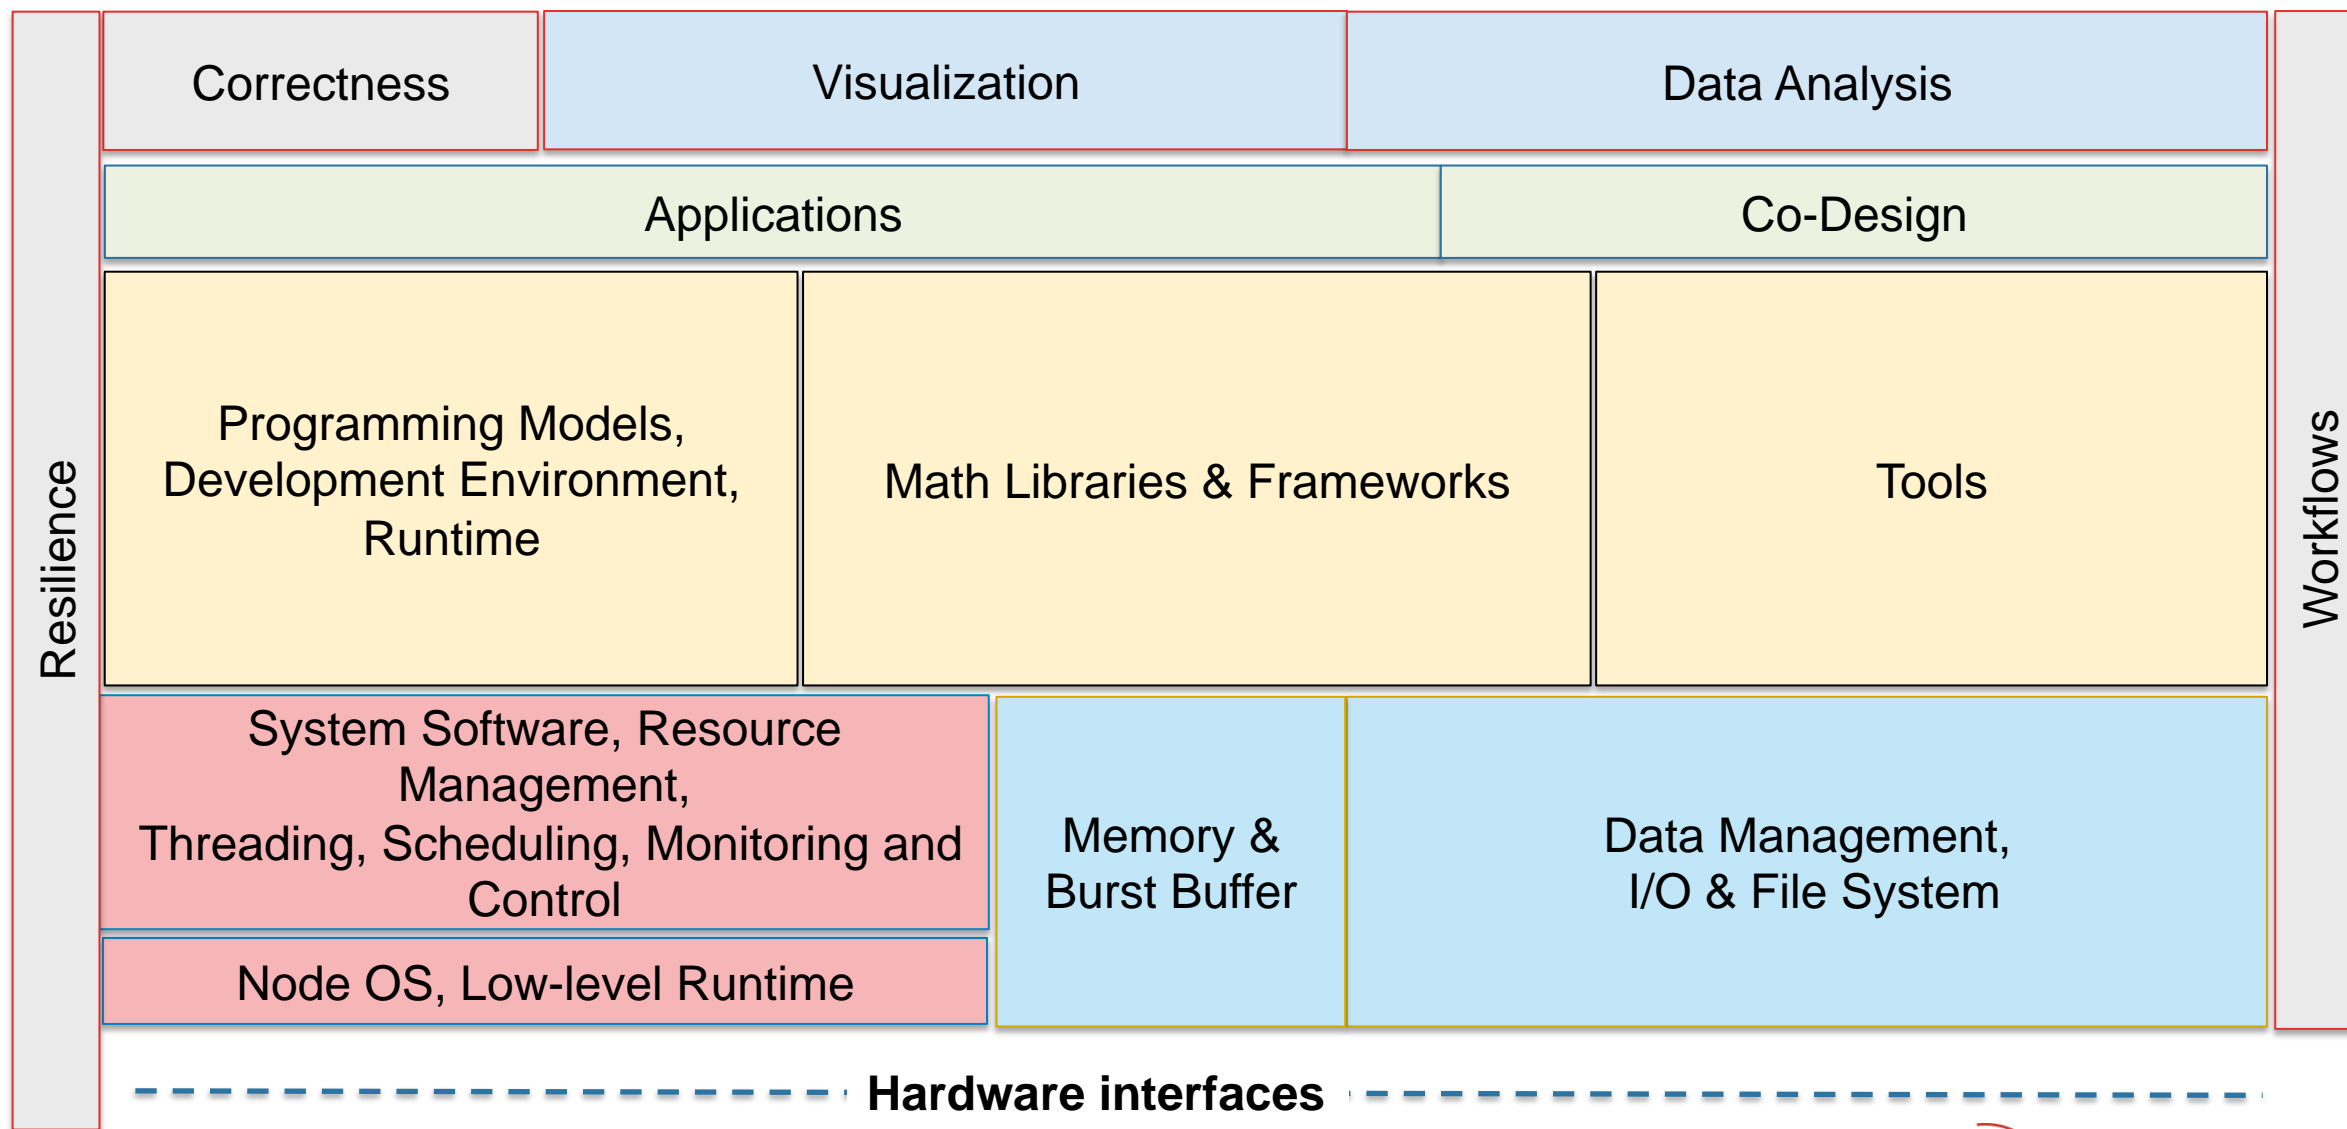 Correctness
Visualization
Data Analysis
Applications
Co-Design
Resilience
Programming Models,
Development Environment,
Runtime
Math Libraries & Frameworks
Tools
Workflows
System Software, Resource
Management,
Threading, Scheduling, Monitoring and
Control
Memory &
Burst Buffer
Data Management,
I/O & File System
Node OS, Low-level Runtime
Hardware interfaces